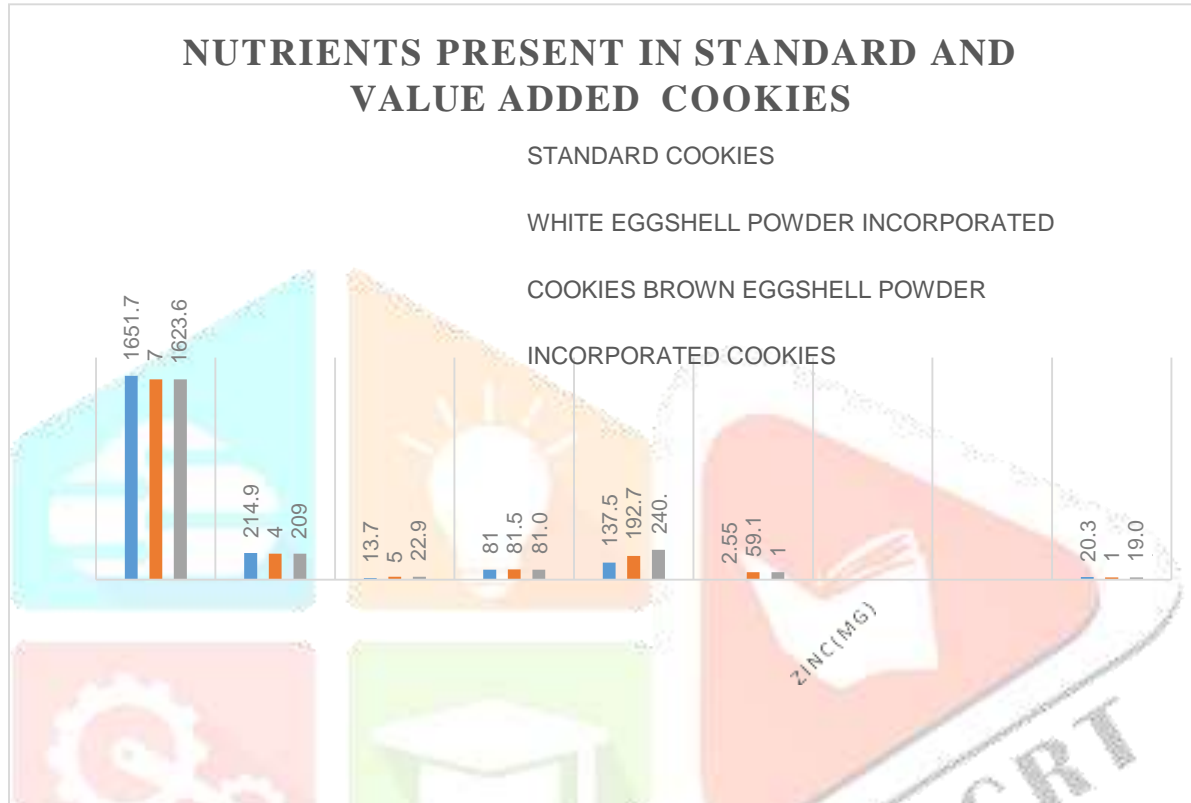 NUTRIENTS PRESENT IN STANDARD AND
VALUE ADDED COOKIES
STANDARD COOKIES
WHITE EGGSHELL POWDER INCORPORATED
COOKIES BROWN EGGSHELL POWDER
INCORPORATED COOKIES
1651.7
7
1623.6
214.9
4
209
13.7
5
22.9
81
81.5
81.0
137.5
192.7
240.
2.55
59.1
1
20.3
1
19.0
ZINC(MG)
CRT